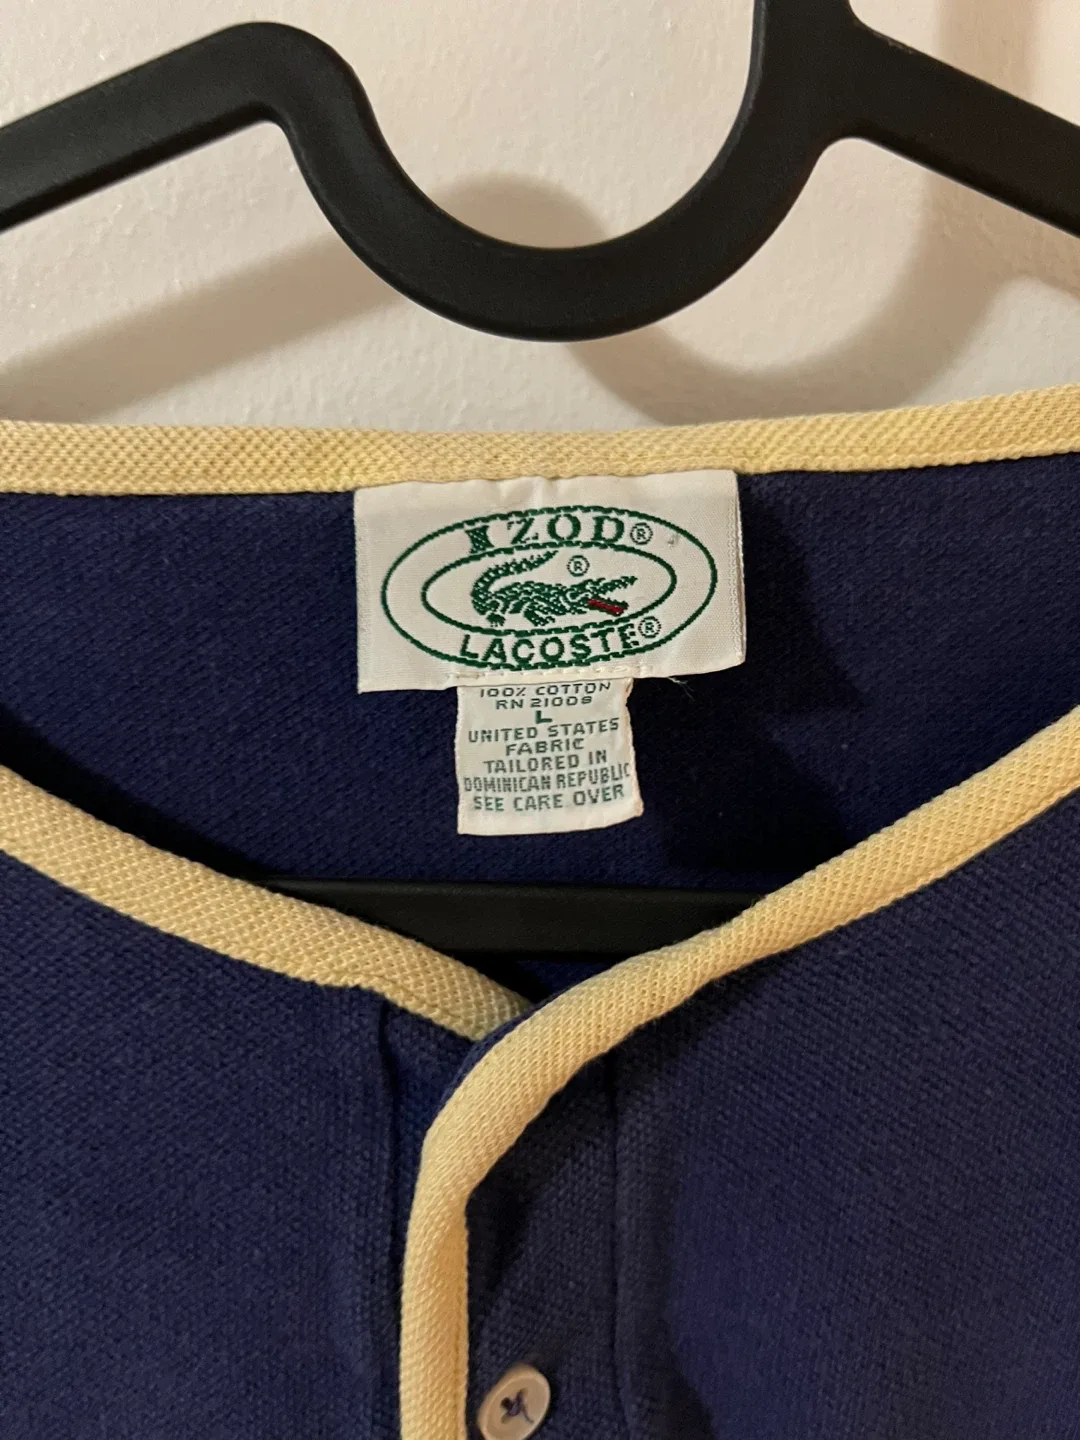 IZOD®
®
LACOSTE®
100% COTTON
RN 21008
L
UNITED STATES
FABRIC
TAILORED IN
DOMINICAN REPUBLIC
SEE CARE OVER